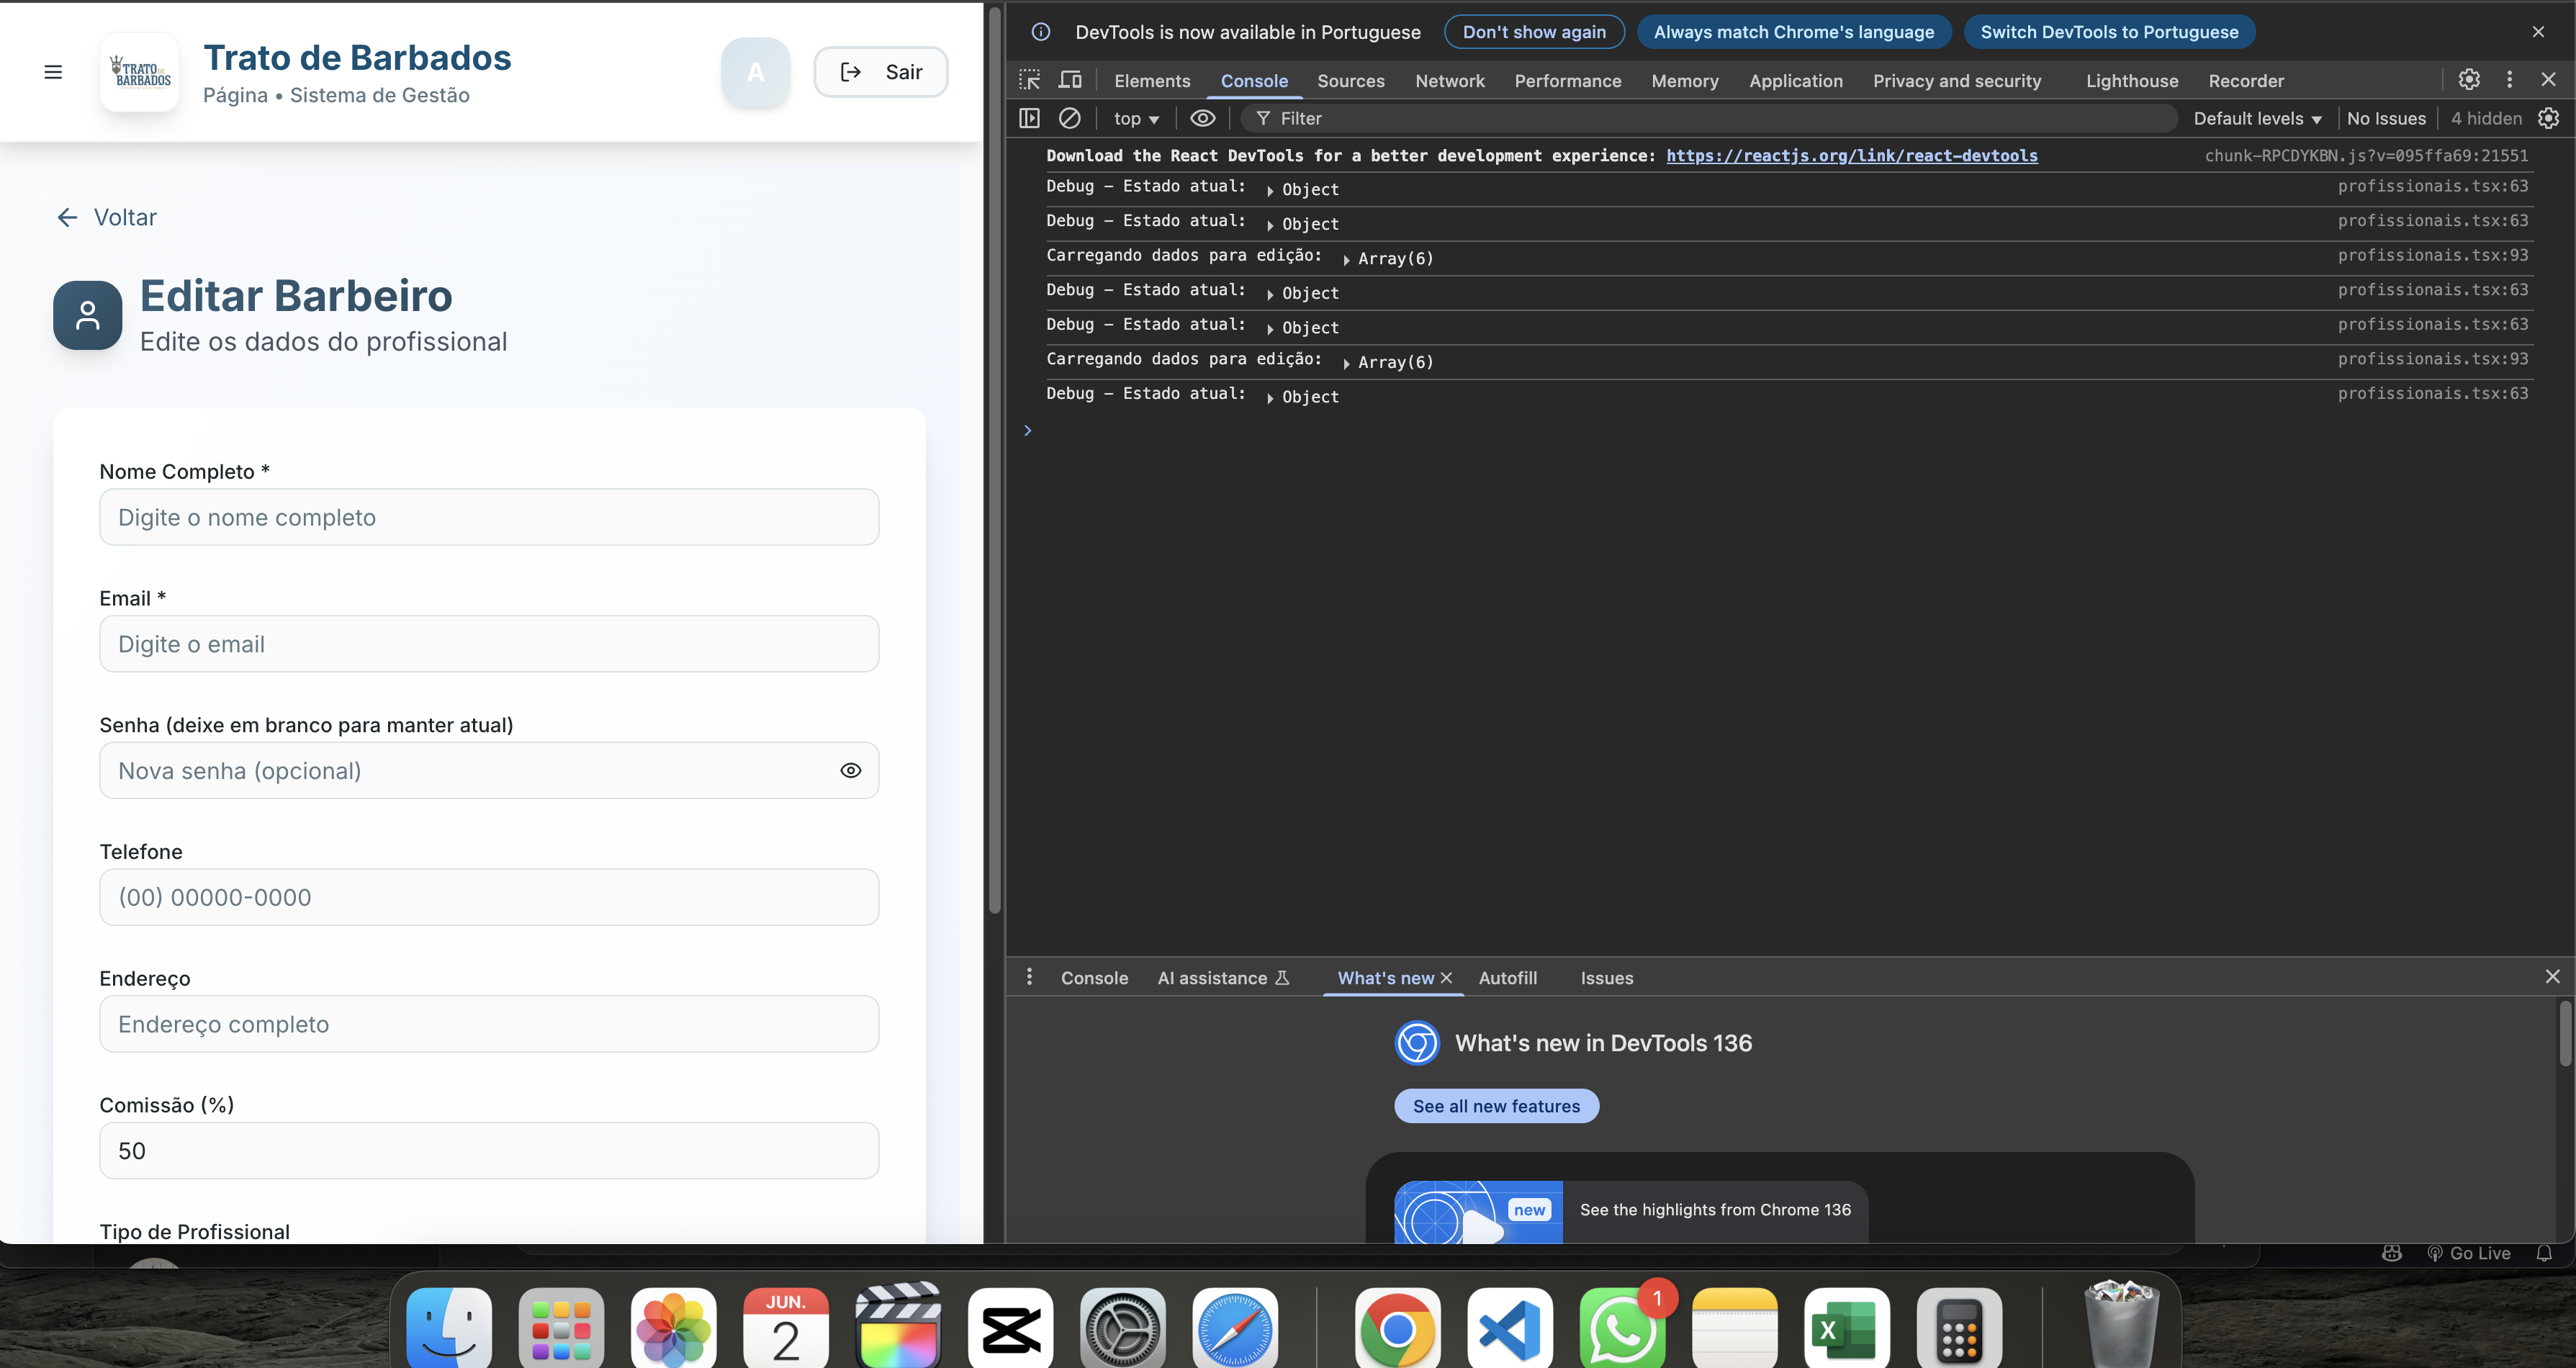 TRATO DE
BARBADOS
Trato de Barbados
Página • Sistema de Gestão
A
Sair
Voltar
Editar Barbeiro
Edite os dados do profissional
Nome Completo *
Digite o nome completo
Email *
Digite o email
Senha (deixe em branco para manter atual)
Nova senha (opcional)
Telefone
(00) 00000-0000
Endereço
Endereço completo
Comissão (%)
50
Tipo de Profissional
DevTools is now available in Portuguese
Don't show again
Always match Chrome's language
Switch DevTools to Portuguese
Elements Console Sources Network Performance Memory Application Privacy and security Lighthouse Recorder
top Filter Default levels No Issues 4 hidden
Download the React DevTools for a better development experience: https://reactjs.org/link/react-devtools chunk-RPCDYKBN.js?v=095ffa69:21551
Debug – Estado atual: Object profissionais.tsx:63
Debug – Estado atual: Object profissionais.tsx:63
Carregando dados para edição: Array(6) profissionais.tsx:93
Debug – Estado atual: Object profissionais.tsx:63
Debug – Estado atual: Object profissionais.tsx:63
Carregando dados para edição: Array(6) profissionais.tsx:93
Debug – Estado atual: Object profissionais.tsx:63
Console AI assistance What's new Autofill Issues
What's new in DevTools 136
See all new features
new
See the highlights from Chrome 136
Go Live
JUN.
2
1
X